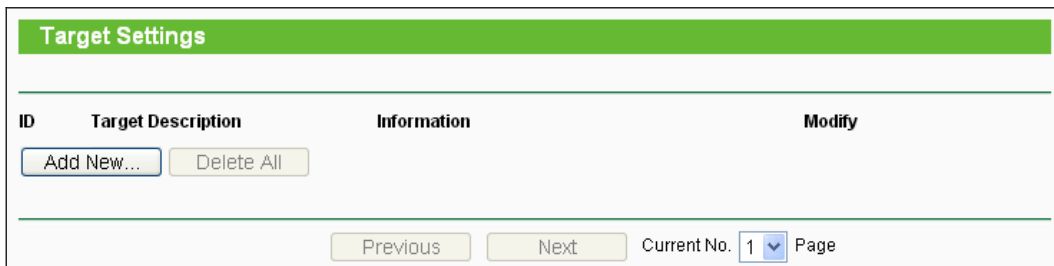 Target Settings
ID Target Description Information Modify
Add New... Delete All
Previous Next Current No. 1 Page